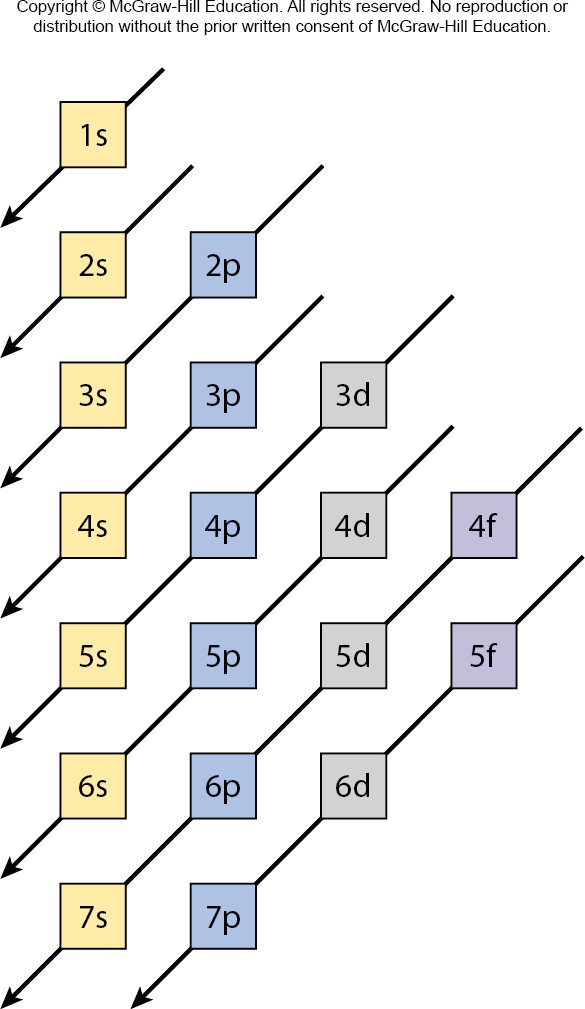 Copyright © McGraw-Hill Education. All rights reserved. No reproduction or
distribution without the prior written consent of McGraw-Hill Education.
1s
2s 2p
3s 3p 3d
4s 4p 4d 4f
5s 5p 5d 5f
6s 6p 6d
7s 7p